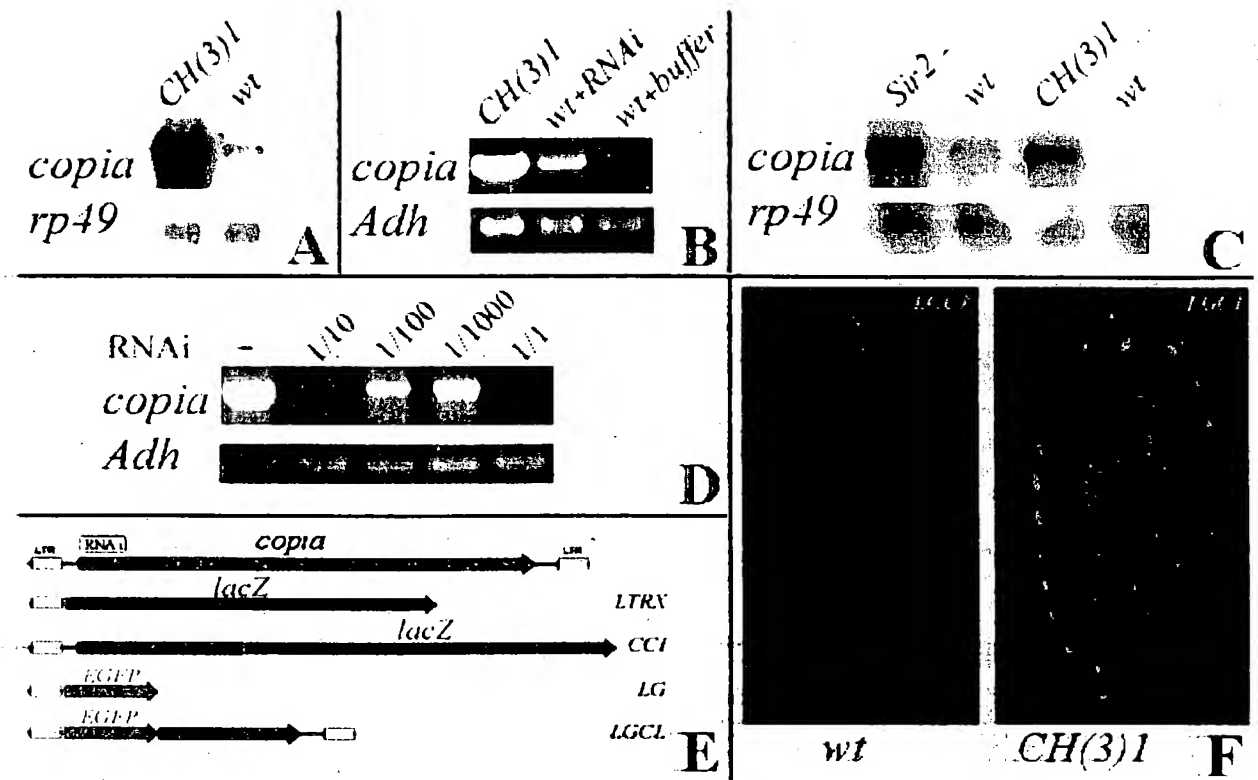 CH(3)1 wt
copia
rp49
A
CH(3)1 wt+RNAi wt+buffer
copia
Adh
B
Sir2 - wt CH(3)1 wt
copia
rp49
C
RNAi - 1/10 1/100 1/1000 1/1
copia
Adh
D
LTR RNAi copia LTR
lacZ
LTRX
lacZ
CCI
EGFP
LG
EGFP
LGCL
E
wt CH(3)1
F